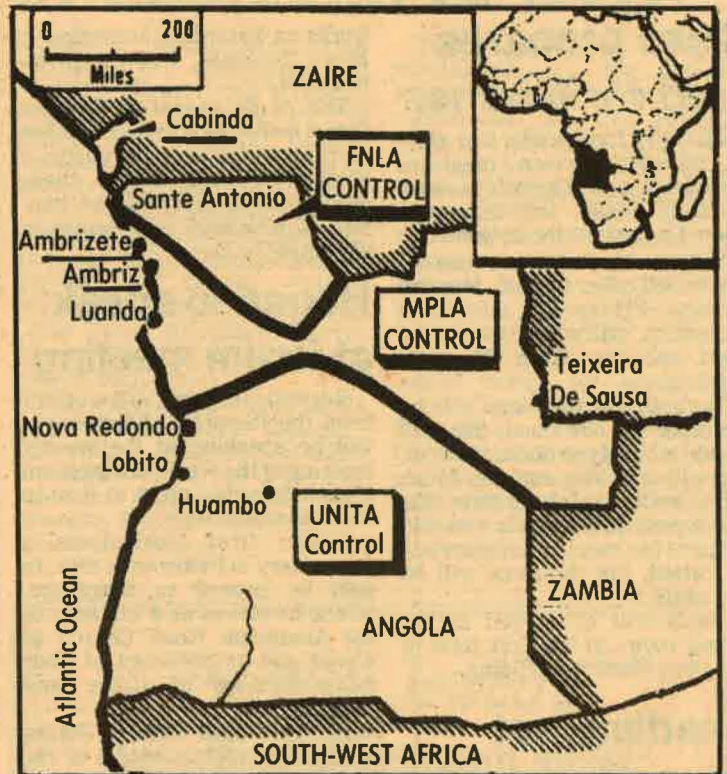 0 200
Miles
ZAIRE
Cabinda
FNLA
CONTROL
Sante Antonio
Ambrizete
Ambriz
Luanda
MPLA
CONTROL
Teixeira
De Sausa
Nova Redondo
Lobito
Huambo
UNITA
Control
ZAMBIA
ANGOLA
Atlantic Ocean
SOUTH-WEST AFRICA